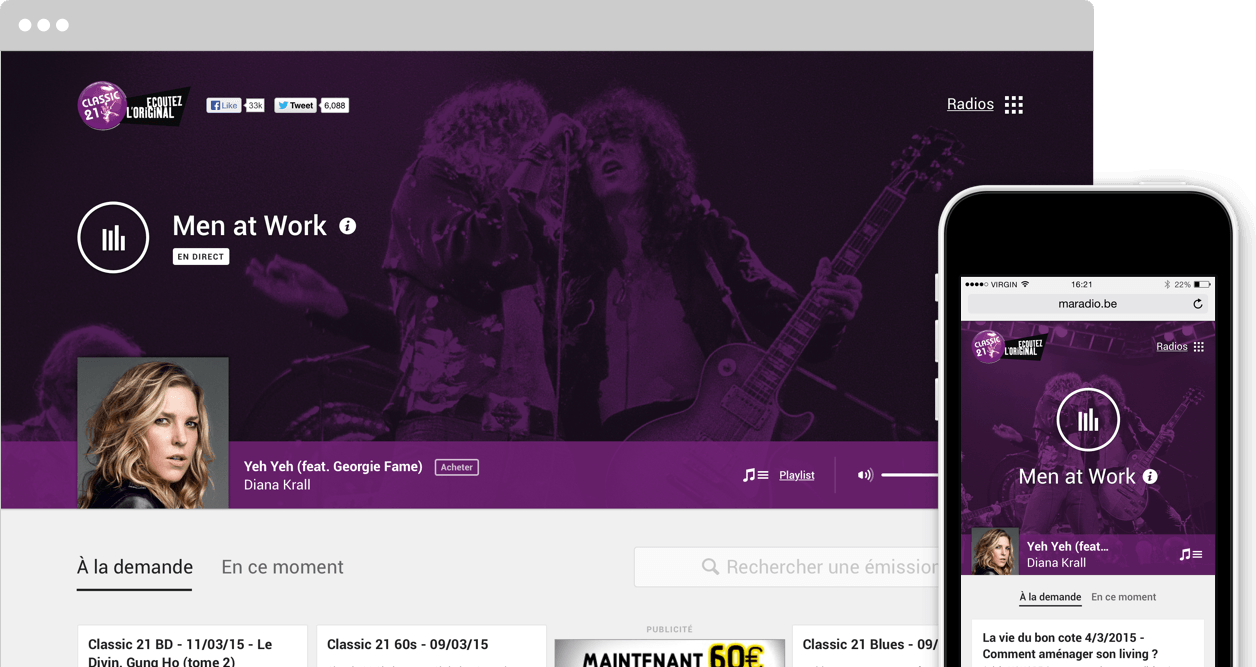 CLASSIC
21
ECOUTEZ
L'ORIGINAL
Like
33k
Tweet
6,088
Radios
Men at Work
EN DIRECT
Yeh Yeh (feat. Georgie Fame)
Acheter
Diana Krall
Playlist
À la demande
En ce moment
Rechercher une émission
Classic 21 BD - 11/03/15 - Le
Divin, Gung Ho (tome 2)
Classic 21 60s - 09/03/15
PUBLICITÉ
MAINTENANT 60€
Classic 21 Blues - 09/
VIRGIN
16:21
22%
maradio.be
CLASSIC
21
ECOUTEZ
L'ORIGINAL
Radios
Men at Work
Yeh Yeh (feat...
Diana Krall
À la demande
En ce moment
La vie du bon cote 4/3/2015 -
Comment aménager son living ?